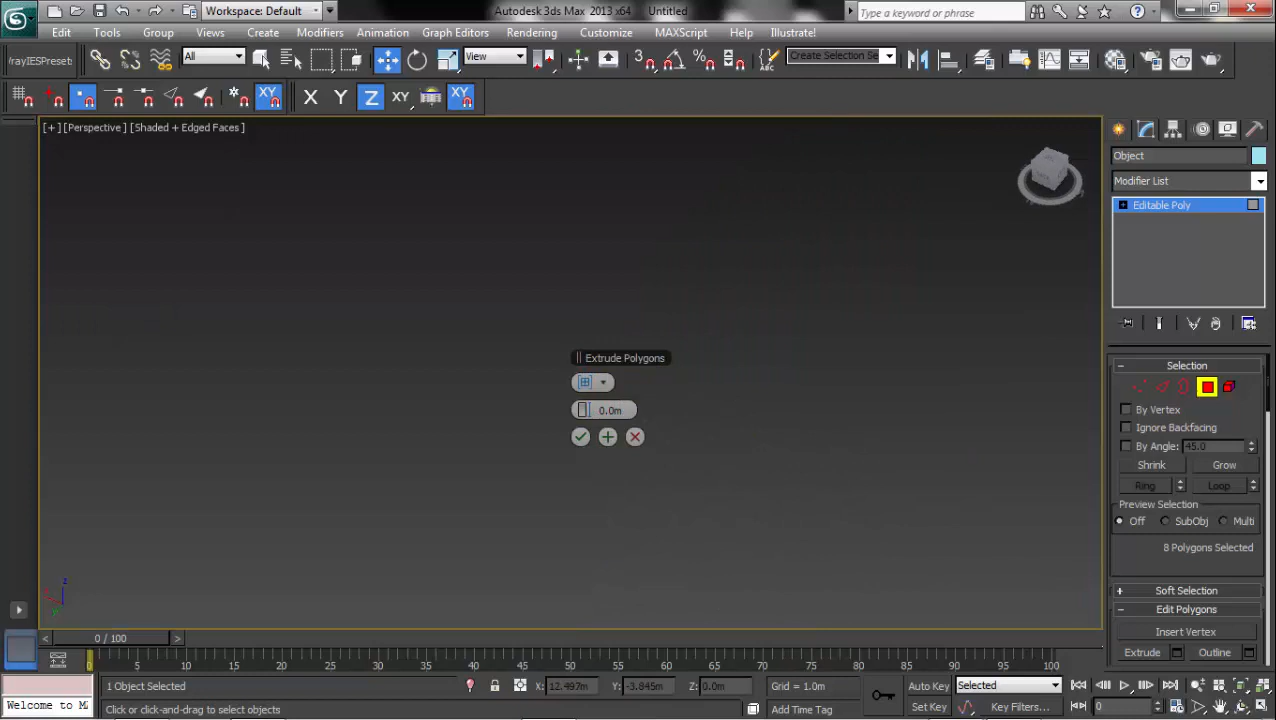 Workspace: Default
Autodesk 3ds Max 2013 x64 Untitled
Type a keyword or phrase
Edit Tools Group Views Create Modifiers Animation Graph Editors Rendering Customize MAXScript Help Illustrate!
/rayIESPreset: All View 3 % Create Selection Se
X Y Z XY XY
[+][Perspective][Shaded + Edged Faces]
Object
Modifier List
Editable Poly
Extrude Polygons
0.0m
Selection
By Vertex
Ignore Backfacing
By Angle: 45.0
Shrink Grow
Ring Loop
Preview Selection
Off SubObj Multi
8 Polygons Selected
Soft Selection
Edit Polygons
Insert Vertex
Extrude Outline
z
y
< 0 / 100 >
0 5 10 15 20 25 30 35 40 45 50 55 60 65 70 75 80 85 90 95 100
1 Object Selected X: 12.497m Y: -3.845m Z: 0.0m Grid = 1.0m Auto Key Selected
Welcome to M Click or click-and-drag to select objects Add Time Tag Set Key Key Filters... 0